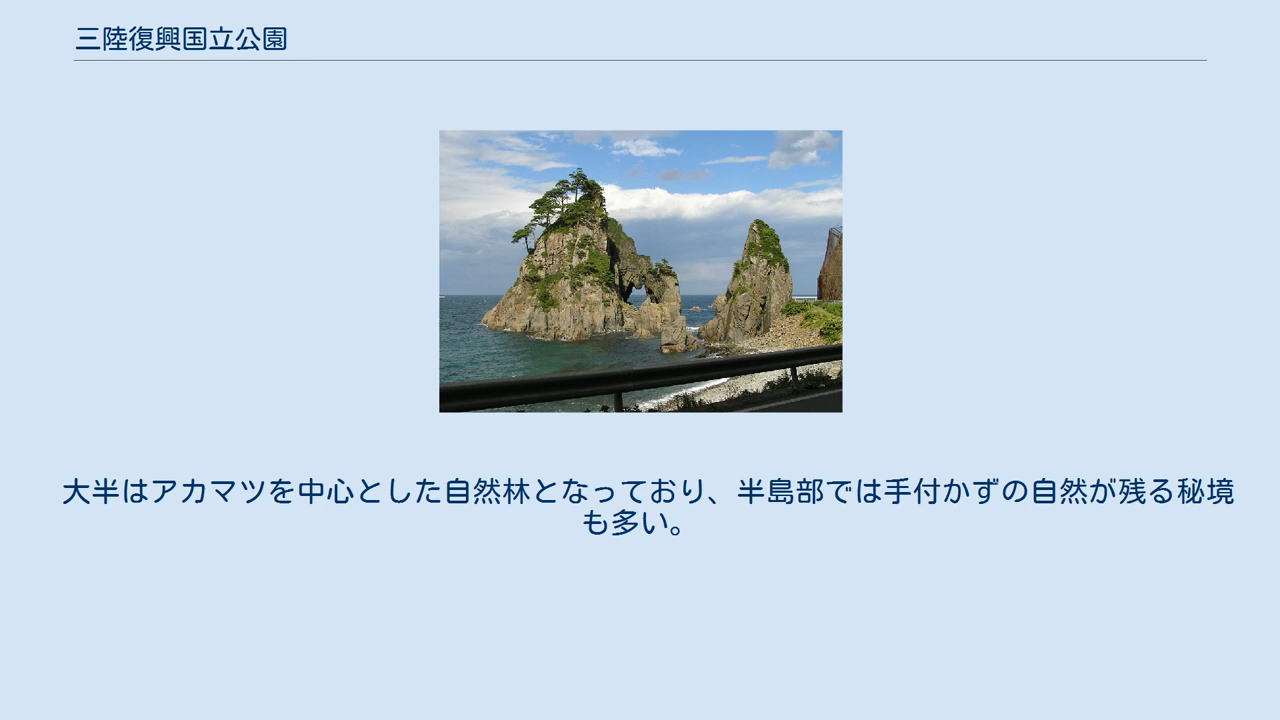 三陸復興国立公園
大半はアカマツを中心とした自然林となっており、半島部では手付かずの自然が残る秘境
も多い。